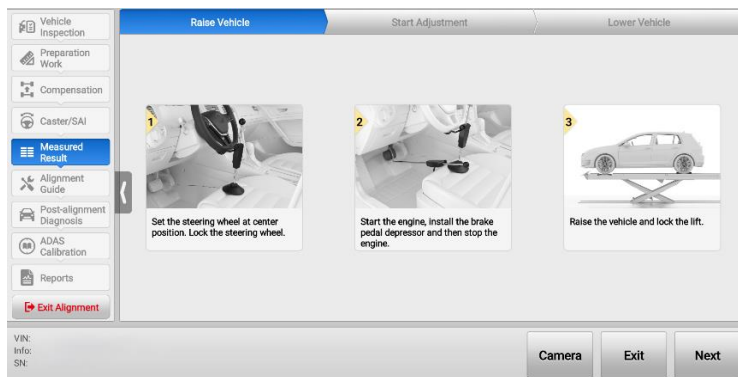 Vehicle
Inspection
Preparation
Work
Compensation
Caster/SAI
Measured
Result
Alignment
Guide
Post-alignment
Diagnosis
ADAS
Calibration
Reports
Exit Alignment
Raise Vehicle
Start Adjustment
Lower Vehicle
1
Set the steering wheel at center
position. Lock the steering wheel.
2
Start the engine, install the brake
pedal depressor and then stop the
engine.
3
Raise the vehicle and lock the lift.
VIN:
Info:
SN:
Camera
Exit
Next